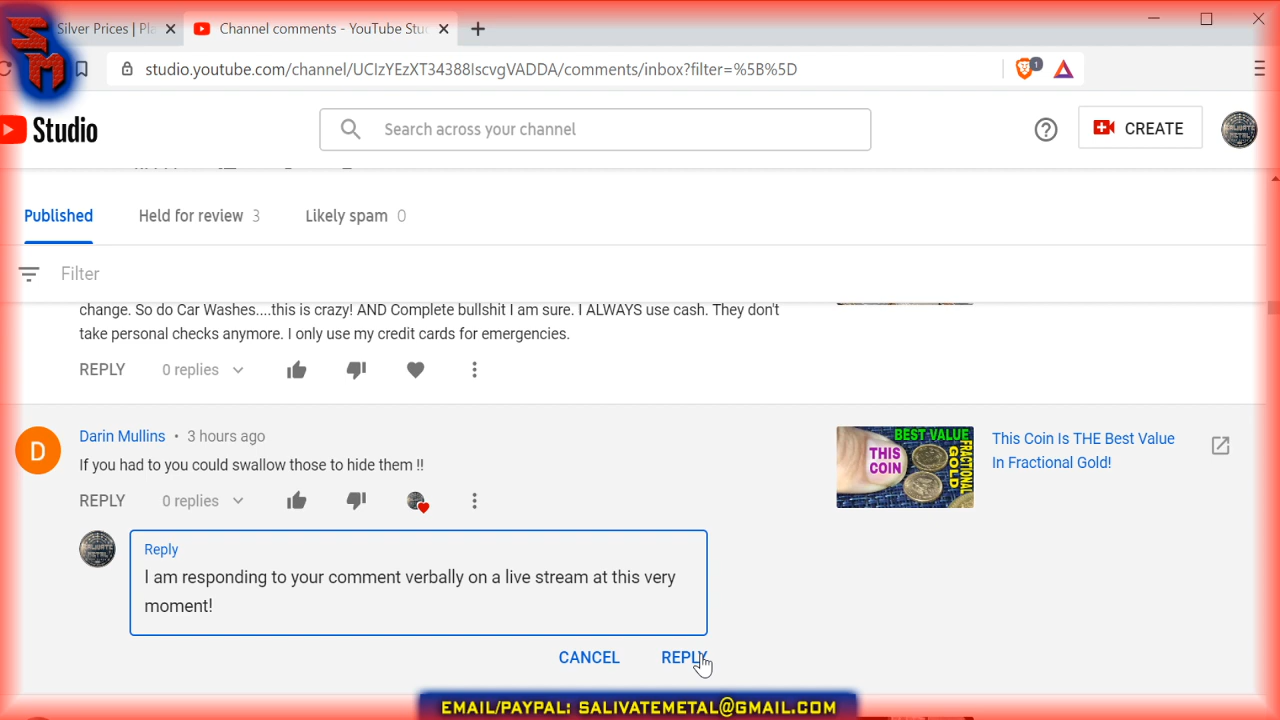 SM
Silver Prices | Pla
Channel comments - YouTube Stu
studio.youtube.com/channel/UCIzYEzXT34388IscvgVADDA/comments/inbox?filter=%5B%5D
1
Studio
Search across your channel
CREATE
Published
Held for review 3
Likely spam 0
Filter
change. So do Car Washes....this is crazy! AND Complete bullshit I am sure. I ALWAYS use cash. They don't
take personal checks anymore. I only use my credit cards for emergencies.
REPLY 0 replies
D
Darin Mullins • 3 hours ago
If you had to you could swallow those to hide them !!
REPLY 0 replies
BEST VALUE
THIS
COIN
FRACTIONAL
GOLD
This Coin Is THE Best Value
In Fractional Gold!
SALIVATE
METAL
Reply
I am responding to your comment verbally on a live stream at this very
moment!
CANCEL REPLY
EMAIL/PAYPAL: SALIVATEMETAL@GMAIL.COM